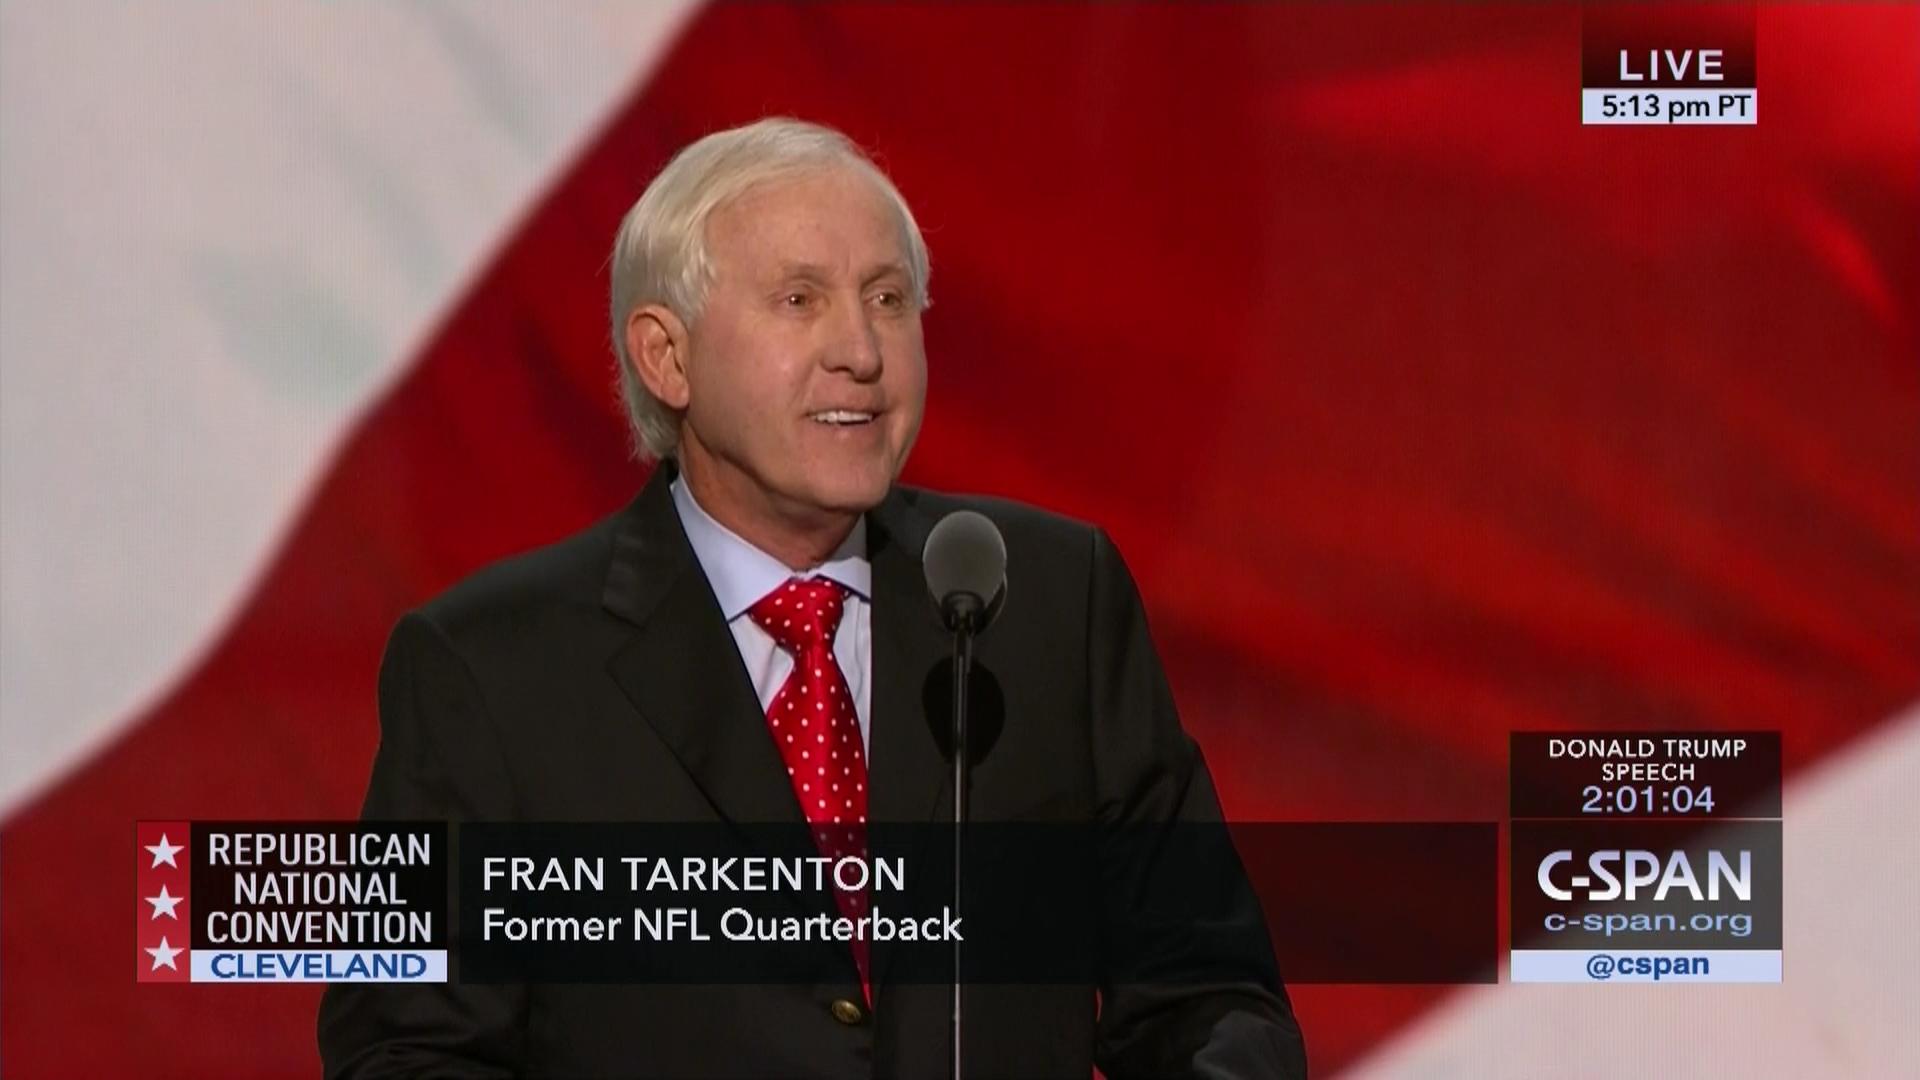 LIVE
5:13 pm PT
DONALD TRUMP
SPEECH
2:01:04
REPUBLICAN
NATIONAL
CONVENTION
CLEVELAND
FRAN TARKENTON
Former NFL Quarterback
C-SPAN
c-span.org
@cspan